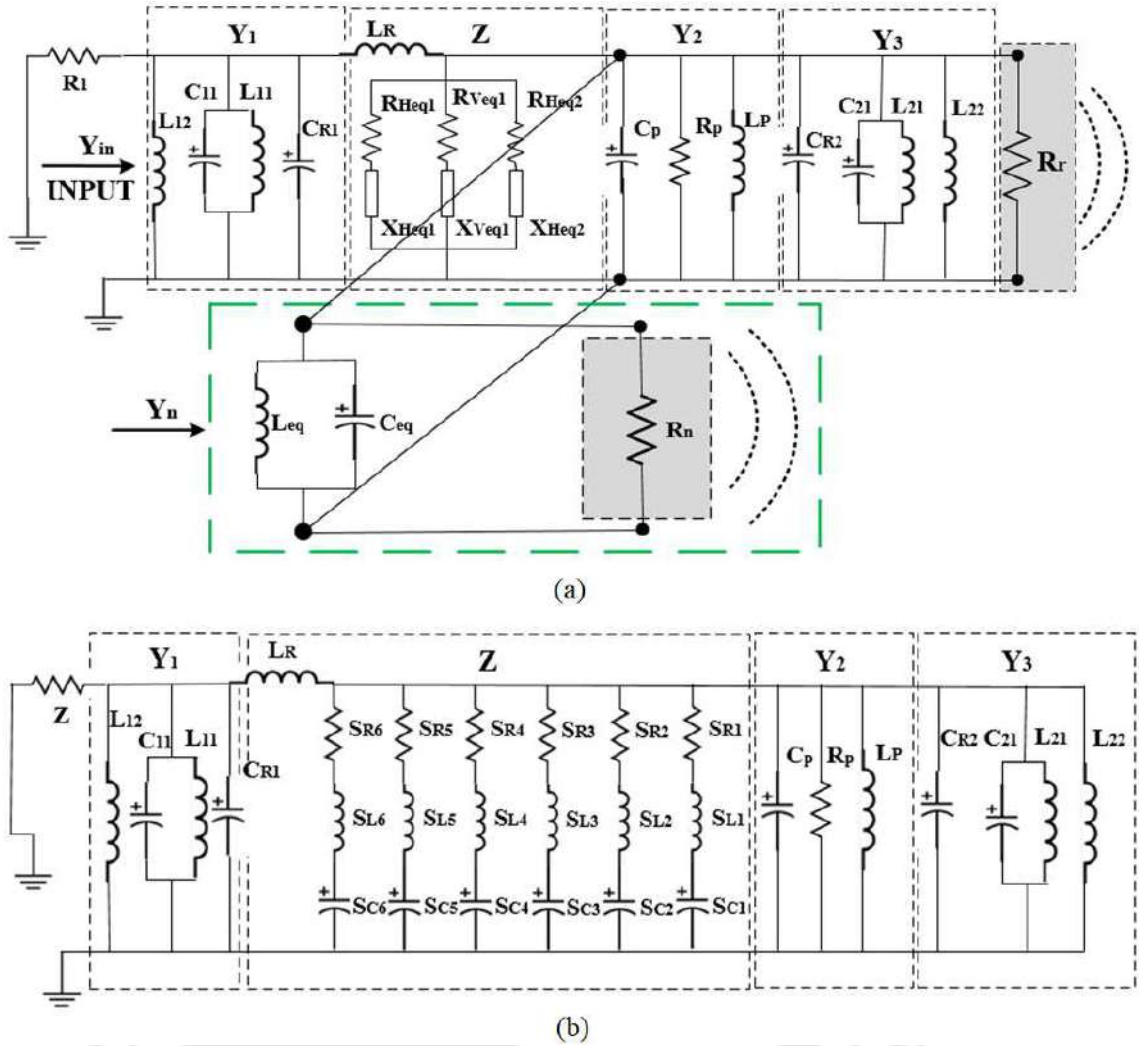 Y1
LR
Z
Y2
Y3
R1
C11
L11
L12
CR1
RHeq1
RVeq1
RHeq2
Cp
Rp
LP
CR2
C21
L21
L22
Rr
Yin
INPUT
XHeq1
XVeq1
XHeq2
Yn
Leq
Ceq
Rn
(a)
Y1
LR
Z
Y2
Y3
Z
L12
C11
L11
CR1
SR6
SR5
SR4
SR3
SR2
SR1
Cp
Rp
LP
CR2
C21
L21
L22
SL6
SL5
SL4
SL3
SL2
SL1
SC6
SC5
SC4
SC3
SC2
SC1
(b)